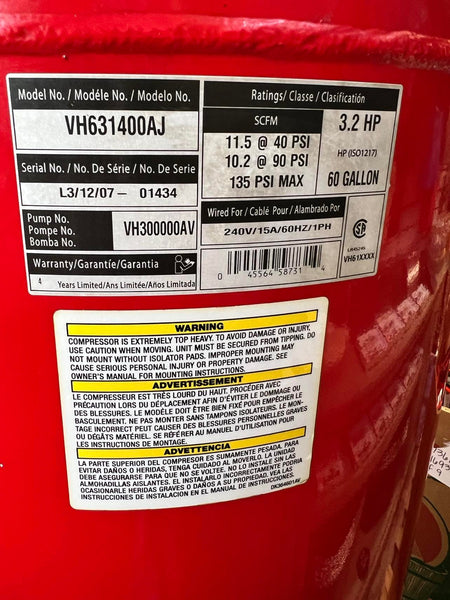 Model No. / Modéle No. / Modelo No.
VH631400AJ
Serial No. / No. De Série / No. De Serie
L3/12/07- 01434
Pump No.
Pompe No.
Bomba No.
VH300000AV
Warranty/Garantie/Garantía
4 Years Limited/Ans Limitée/Años Limitada
Ratings/ Classe / Clasificatión
SCFM
11.5 @ 40 PSI
10.2 @ 90 PSI
135 PSI MAX
3.2 HP
HP (ISO1217)
60 GALLON
Wired For / Cablé Pour / Alambrado Por
240V/15A/60HZ/1PH
0 45564 58731 4
LR45245
VH61XXXX
WARNING
COMPRESSOR IS EXTREMELY TOP HEAVY. TO AVOID DAMAGE OR INJURY,
USE CAUTION WHEN MOVING. UNIT MUST BE SECURED FROM TIPPING. DO
NOT MOUNT WITHOUT ISOLATOR PADS. IMPROPER MOUNTING MAY
CAUSE SERIOUS PERSONAL INJURY OR PROPERTY DAMAGE. SEE
OWNER'S MANUAL FOR MOUNTING INSTRUCTIONS.
ADVERTISSEMENT
LE COMPRESSEUR EST TRÈS LOURD DU HAUT. PROCÉDER AVEC
PRÉCAUTION OURS DU DÉPLACEMENT AFIN D'ÉVITER LE DOMMAGE OU
DES BLESSURES. LE MODÈLE DOIT ÊTRE BIEN FIXÉ POUR EMPÊCHER LE
BASCULEMENT. NE PAS MONTER SANS TAMPONS ISOLATEURS. LE MON-
TAGE INCORRECT PEUT CAUSER DES BLESSURES PERSONNELLES GRAVES
OU DÉGÂTS MATÉRIEL. SE RÉFÉRER AU MANUEL D'UTILISATION POUR
LES INSTRUCTIONS DE MONTAGE.
ADVETTENCIA
LA PARTE SUPERIOR DEL COMPRESOR ES SUMAMENTE PESADA. PARA
EVITAR DAÑOS O HERIDAS, TENGA CUIDADO AL MOVERLO. LA UNIDAD
DEBE ASEGURARSE PARA QUE NO SE VOLTEE. NO LO INSTALE SIN LAS
ALMOHADILLAS AISLANTES. EL INSTALARLO INCORRECTAMENTE PODRIA
OCASIONARLE HERIDAS GRAVES O DAÑOS A SU PROPIEDAD. VEA LAS
INSTRUCCIONES DE INSTALACION EN EL MANUAL DE INSTRUCCIONES.
DK364601AV